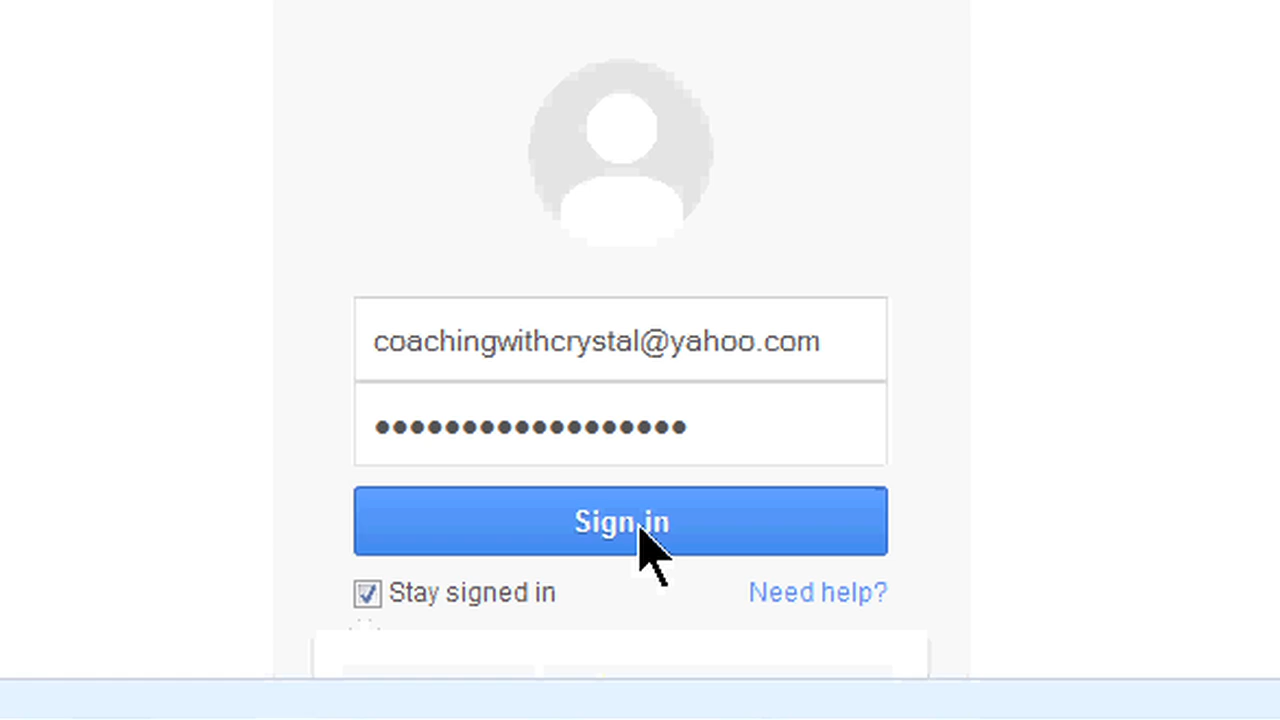 coachingwithcrystal@yahoo.com
••••••••••••••••••
Sign in
Stay signed in
Need help?